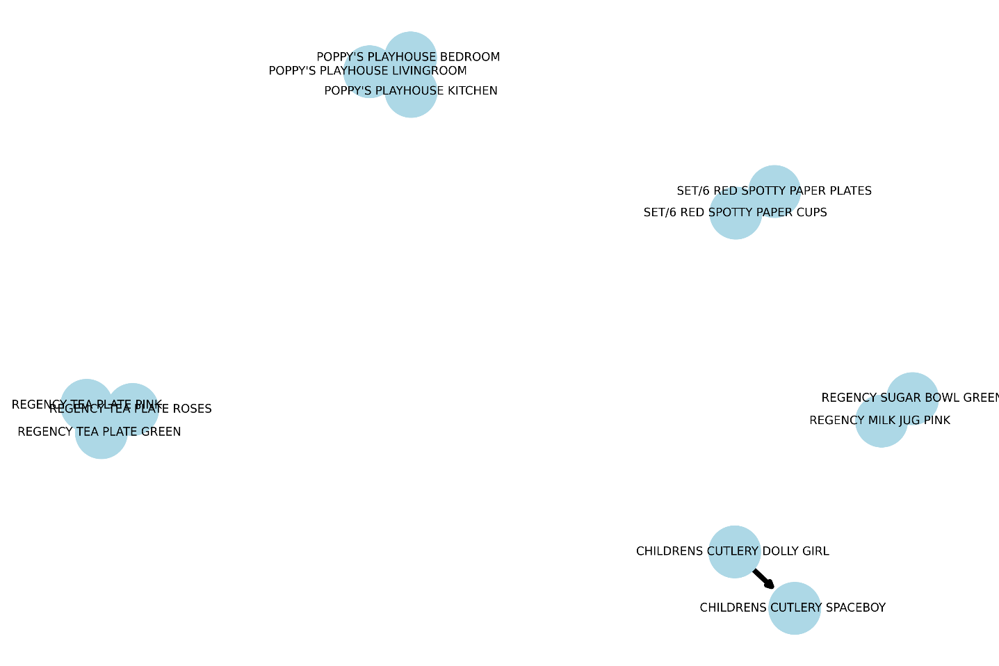 POPPY'S PLAYHOUSE BEDROOM
POPPY'S PLAYHOUSE LIVINGROOM
POPPY'S PLAYHOUSE KITCHEN
SET/6 RED SPOTTY PAPER PLATES
SET/6 RED SPOTTY PAPER CUPS
REGENCY TEA PLATE PINK
REGENCY TEA PLATE ROSES
REGENCY TEA PLATE GREEN
REGENCY SUGAR BOWL GREEN
REGENCY MILK JUG PINK
CHILDRENS CUTLERY DOLLY GIRL
CHILDRENS CUTLERY SPACEBOY